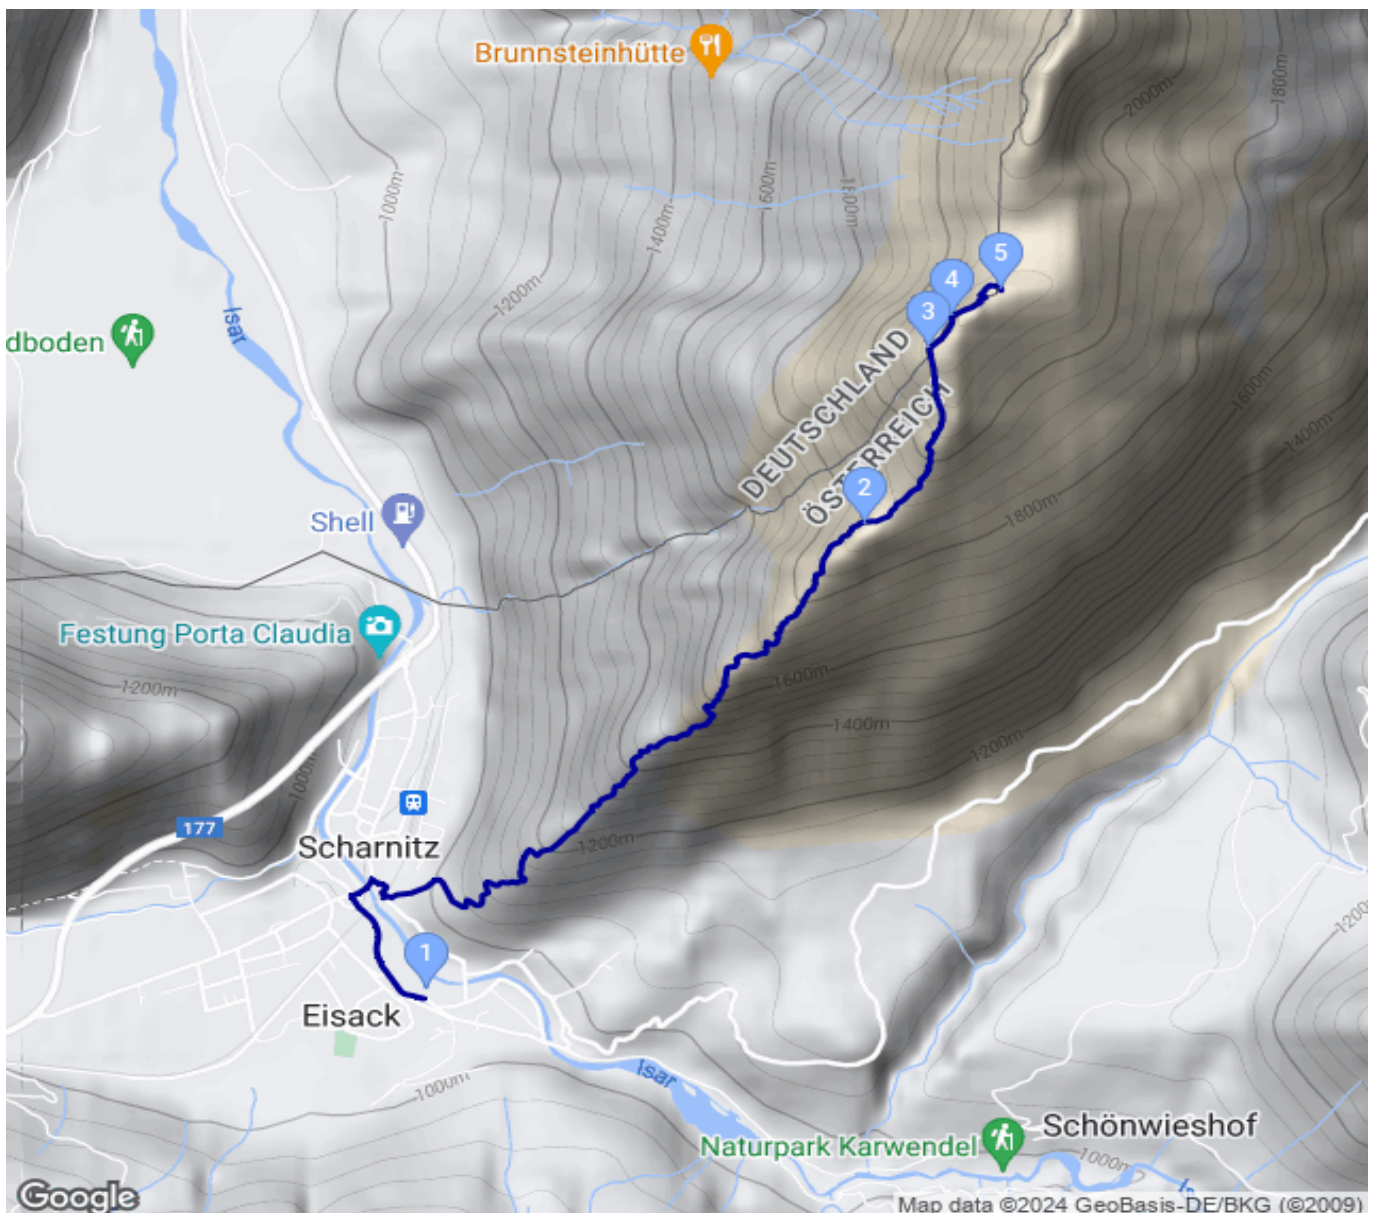 Brunnsteinhütte
2000m
1800m
1000m
1600m
1800m
1400m
1200m
5
4
3
Isar
dboden
DEUTSCHLAND
ÖSTERREICH
1600m
1400m
2
Shell
1800m
Festung Porta Claudia
1200m
1600m
1400m
1200m
1000m
177
Scharnitz
1200m
1200
1
Eisack
Isar
1000m
Naturpark Karwendel
Schönwieshof
1000m
Google
Map data ©2024 GeoBasis-DE/BKG (©2009)